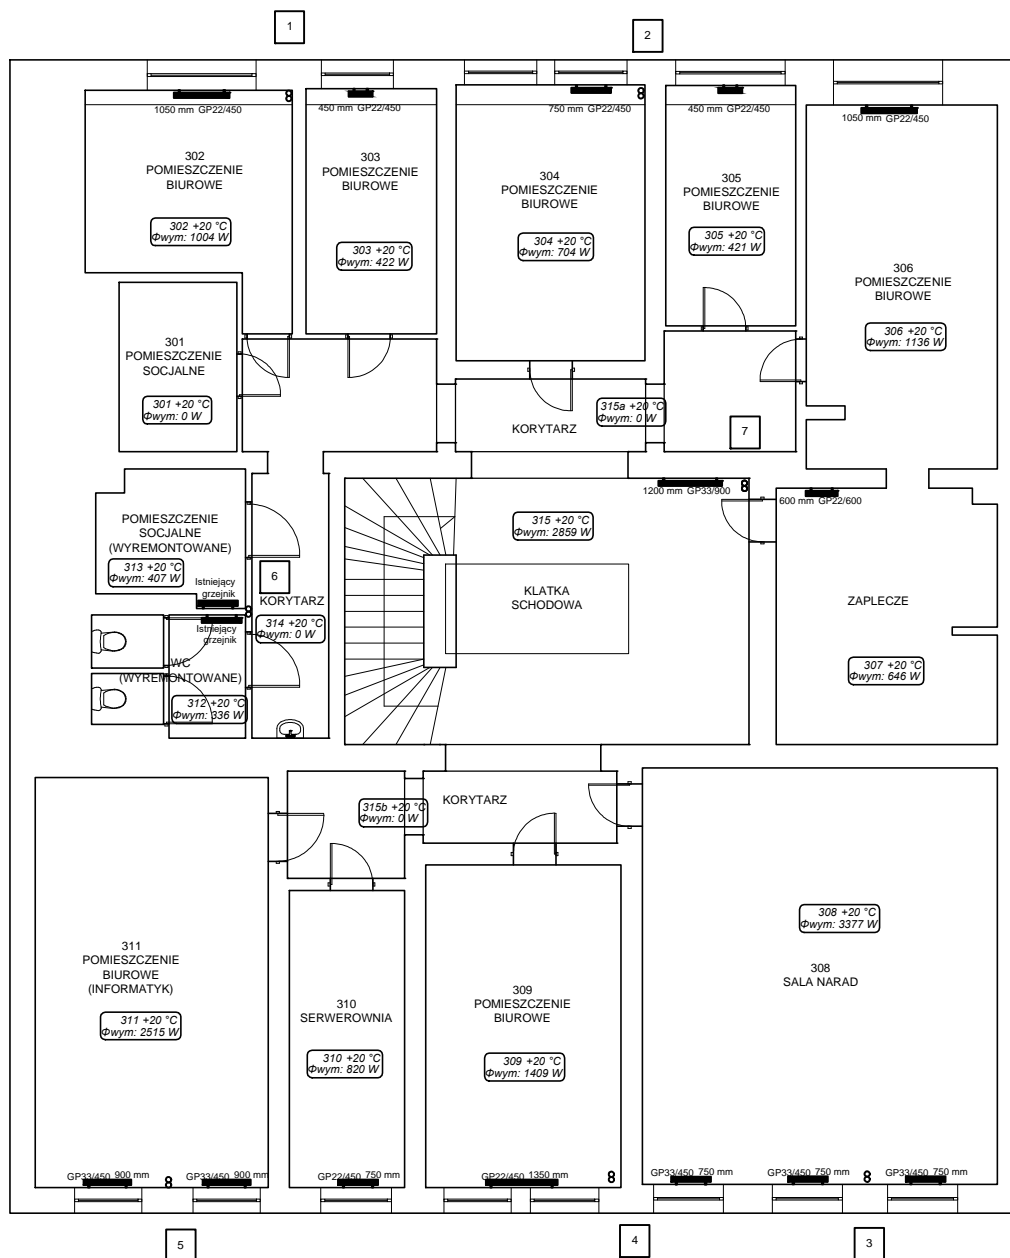 1
2
1050 mm GP22/450
450 mm GP22/450
750 mm GP22/450
450 mm GP22/450
1050 mm GP22/450
302
POMIESZCZENIE
BIUROWE
302 +20 °C
Φwym: 1004 W
303
POMIESZCZENIE
BIUROWE
303 +20 °C
Φwym: 422 W
304
POMIESZCZENIE
BIUROWE
304 +20 °C
Φwym: 704 W
305
POMIESZCZENIE
BIUROWE
305 +20 °C
Φwym: 421 W
306
POMIESZCZENIE
BIUROWE
306 +20 °C
Φwym: 1136 W
301
POMIESZCZENIE
SOCJALNE
301 +20 °C
Φwym: 0 W
KORYTARZ
315a +20 °C
Φwym: 0 W
7
1200 mm GP33/900
600 mm GP22/600
POMIESZCZENIE
SOCJALNE
(WYREMONTOWANE)
313 +20 °C
Φwym: 407 W
Istniejący
grzejnik
6
KORYTARZ
314 +20 °C
Φwym: 0 W
315 +20 °C
Φwym: 2859 W
KLATKA
SCHODOWA
ZAPLECZE
307 +20 °C
Φwym: 646 W
Istniejący
grzejnik
WC
(WYREMONTOWANE)
312 +20 °C
Φwym: 336 W
315b +20 °C
Φwym: 0 W
KORYTARZ
311
POMIESZCZENIE
BIUROWE
(INFORMATYK)
311 +20 °C
Φwym: 2515 W
310
SERWEROWNIA
310 +20 °C
Φwym: 820 W
309
POMIESZCZENIE
BIUROWE
309 +20 °C
Φwym: 1409 W
308 +20 °C
Φwym: 3377 W
308
SALA NARAD
GP33/450 900 mm
GP33/450 900 mm
GP22/450 750 mm
GP22/450 1350 mm
GP33/450 750 mm
GP33/450 750 mm
GP33/450 750 mm
5
4
3